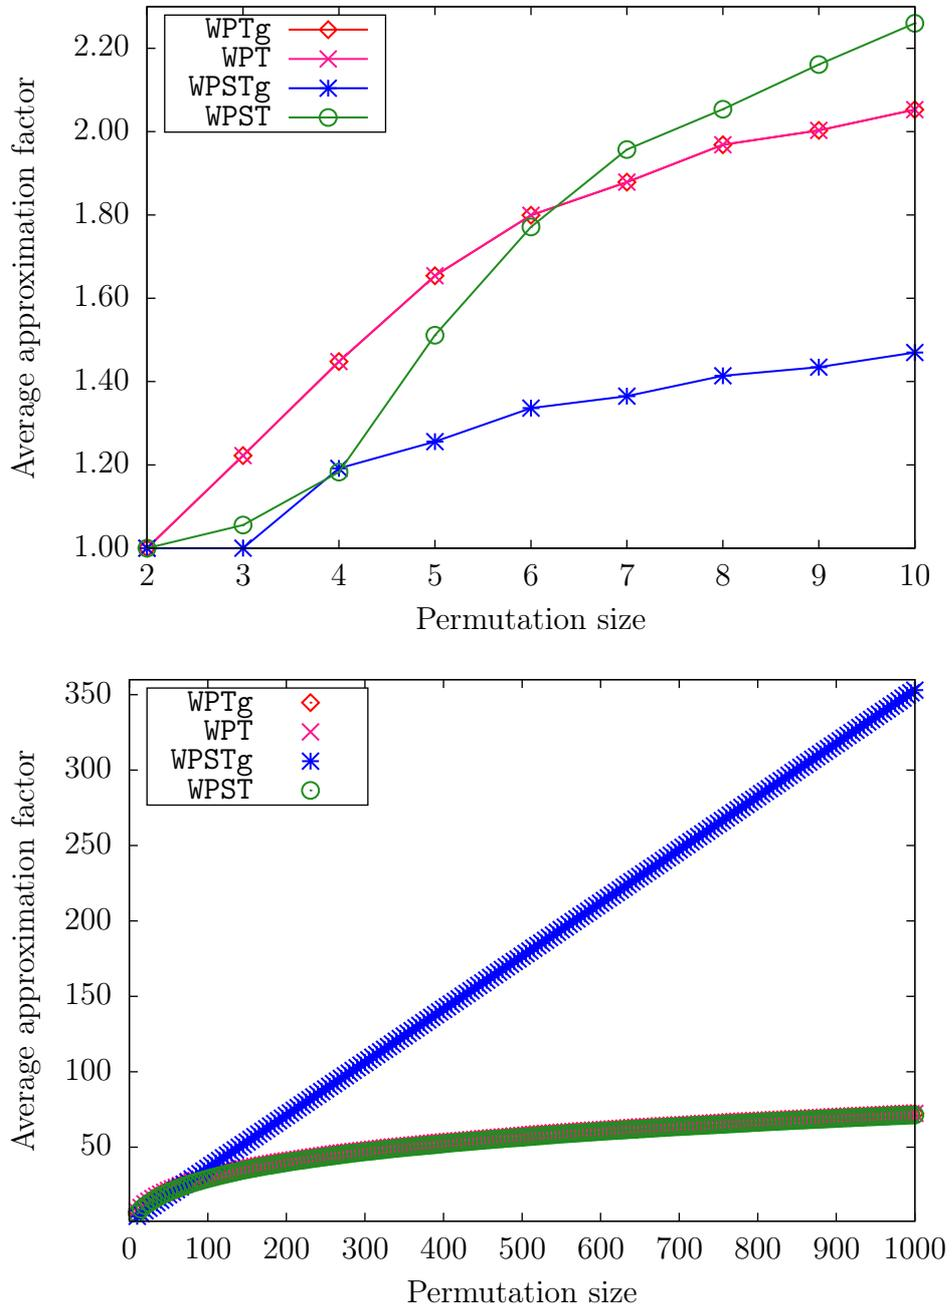 WPTg
WPT
WPSTg
WPST
2.20
2.00
1.80
1.60
1.40
1.20
1.00
Average approximation factor
2 3 4 5 6 7 8 9 10
Permutation size
WPTg
WPT
WPSTg
WPST
350
300
250
200
150
100
50
Average approximation factor
0 100 200 300 400 500 600 700 800 900 1000
Permutation size